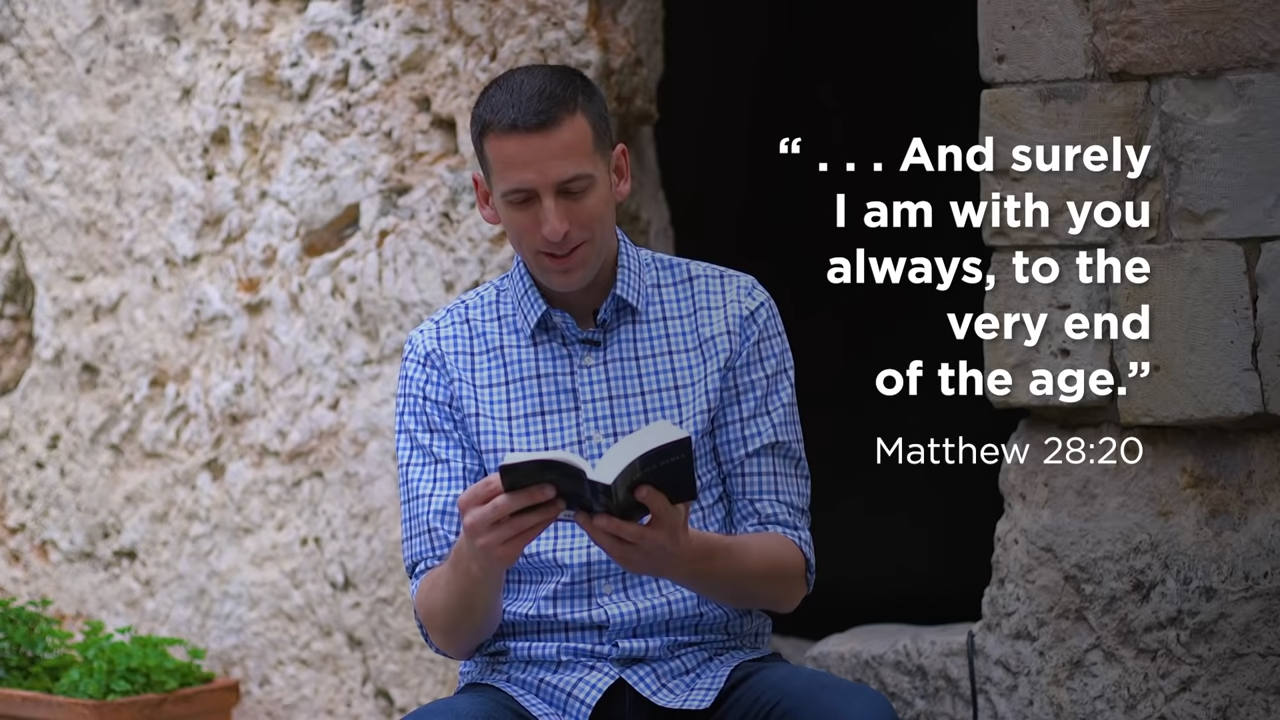 “ . . . And surely
I am with you
always, to the
very end
of the age.”
Matthew 28:20